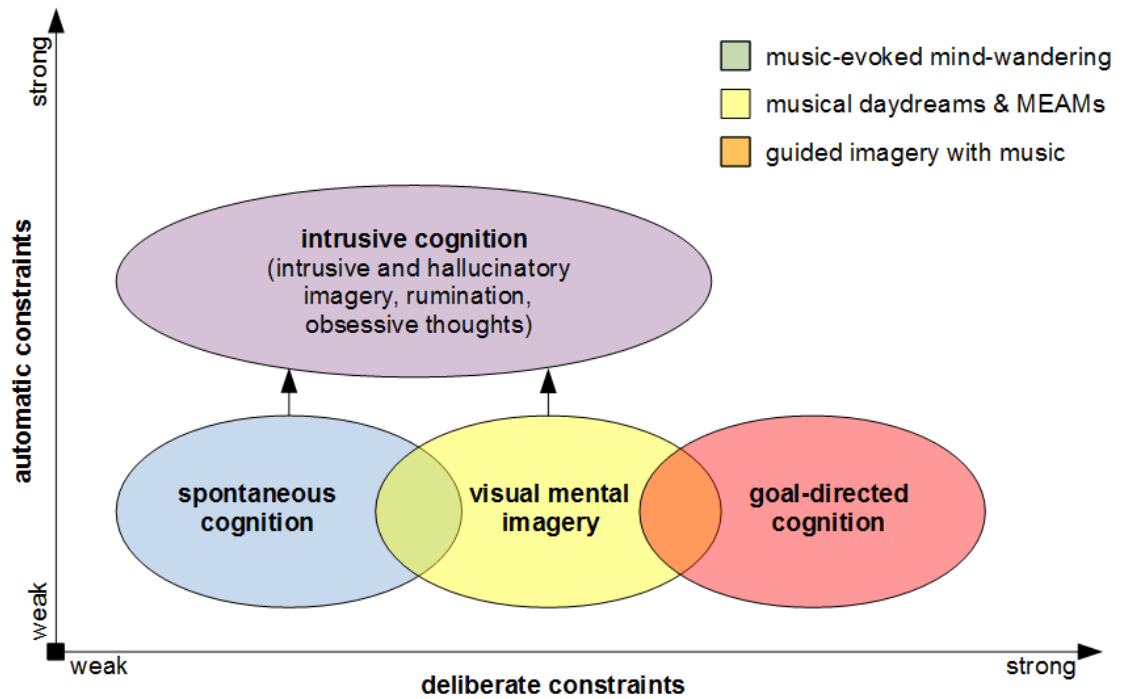 strong
automatic constraints
weak
music-evoked mind-wandering
musical daydreams & MEAMs
guided imagery with music
intrusive cognition
(intrusive and hallucinatory
imagery, rumination,
obsessive thoughts)
spontaneous
cognition
visual mental
imagery
goal-directed
cognition
weak
strong
deliberate constraints